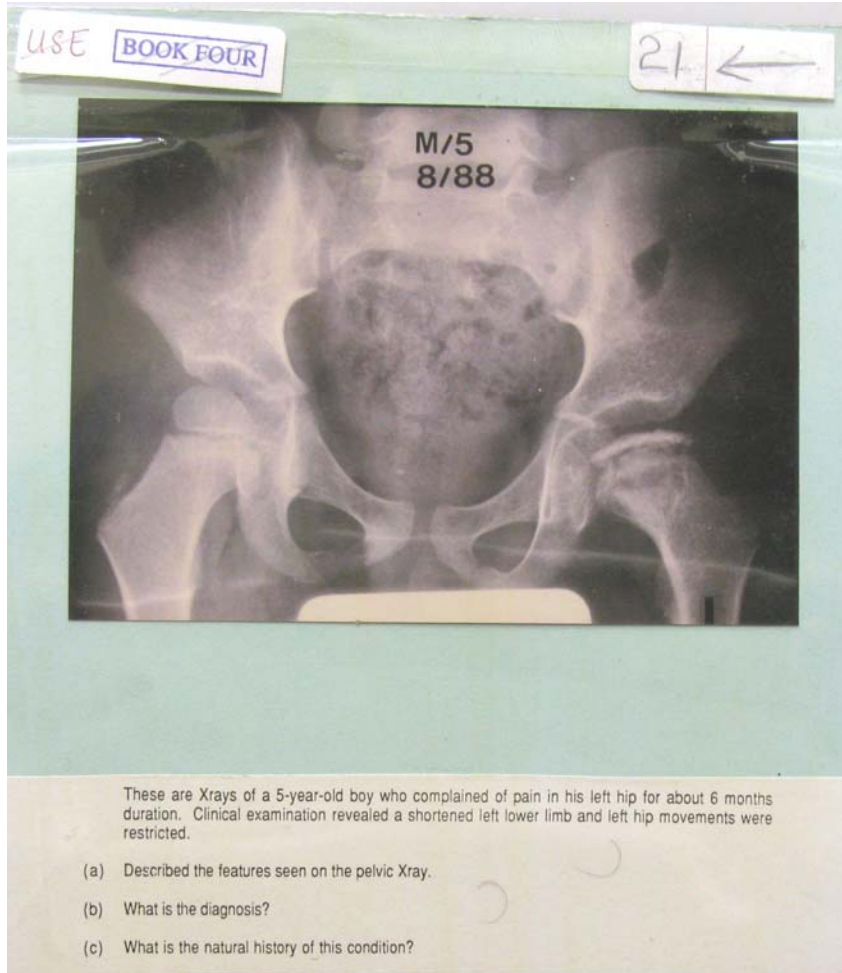 USE BOOK FOUR
21 ←
M/5
8/88
These are Xrays of a 5-year-old boy who complained of pain in his left hip for about 6 months
duration. Clinical examination revealed a shortened left lower limb and left hip movements were
restricted.
(a) Described the features seen on the pelvic Xray.
(b) What is the diagnosis?
(c) What is the natural history of this condition?